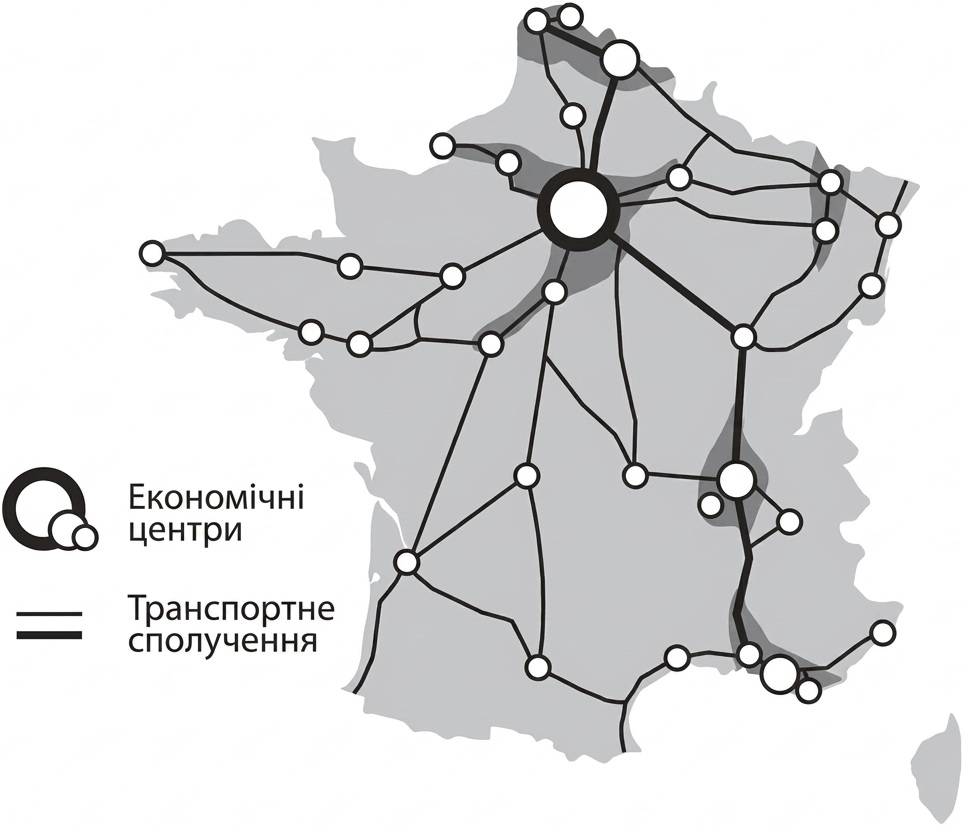 Економічні
центри
Транспортне
сполучення